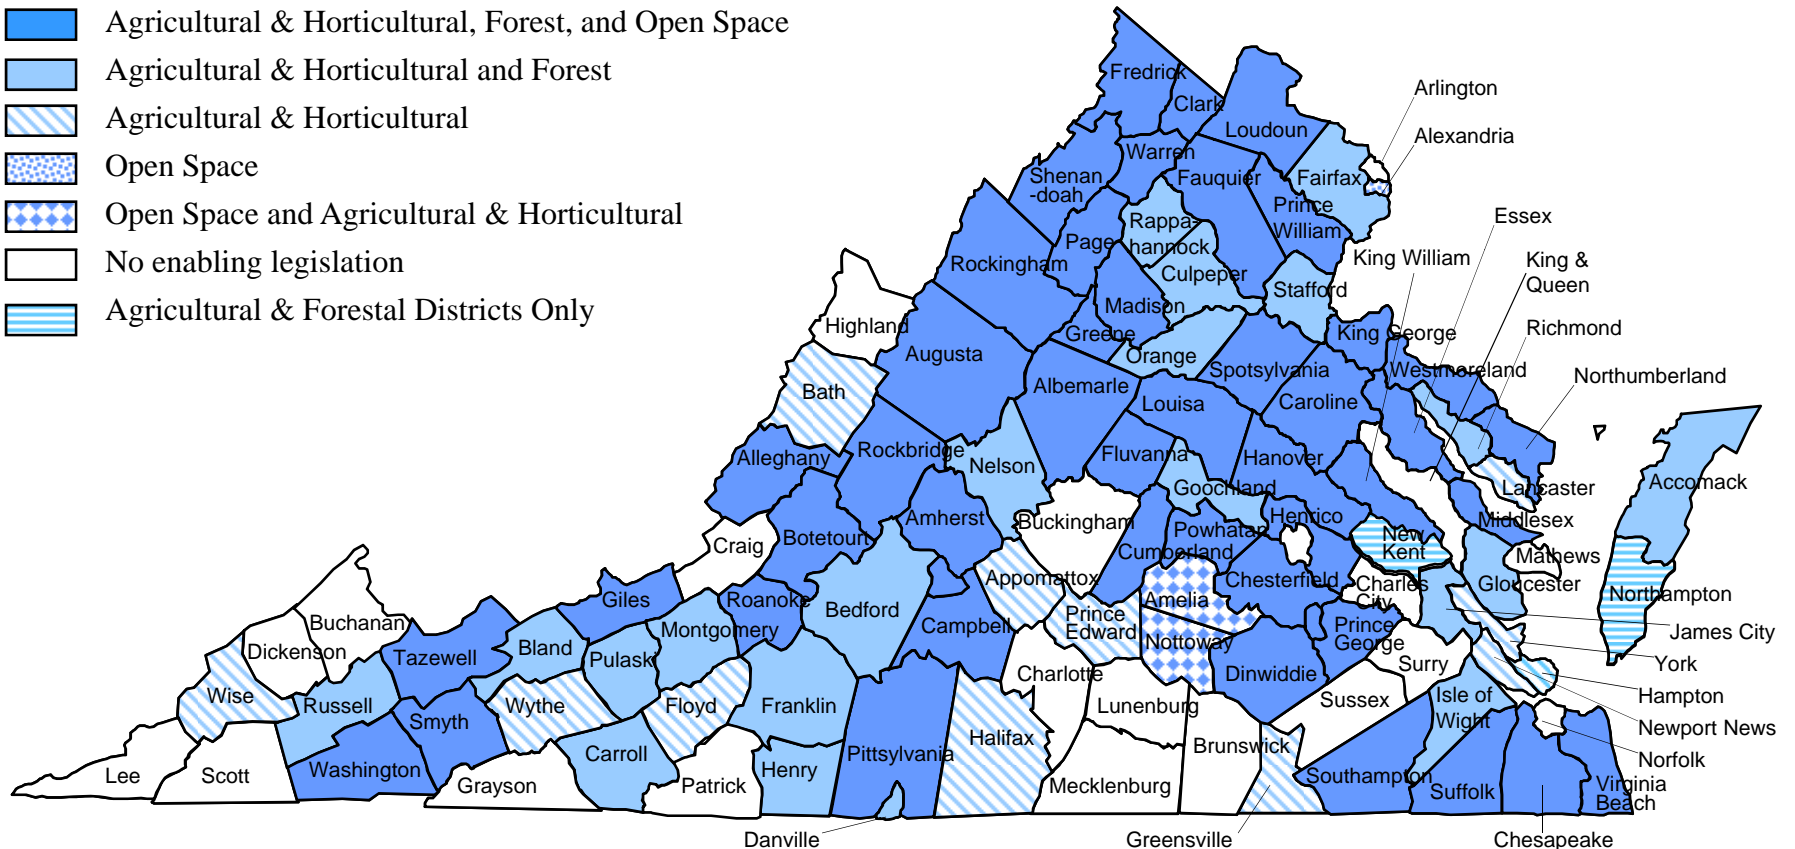 Agricultural & Horticultural, Forest, and Open Space
Agricultural & Horticultural and Forest
Agricultural & Horticultural
Open Space
Open Space and Agricultural & Horticultural
No enabling legislation
Agricultural & Forestal Districts Only
Fredrick
Clark
Loudoun
Arlington
Alexandria
Warren
Shenan
-doah
Fauquier
Fairfax
Prince
William
Rappa-
hannock
Page
Essex
King William
King &
Queen
Rockingham
Culpeper
Stafford
Madison
Highland
Greene
King George
Richmond
Augusta
Orange
Spotsylvania
Westmoreland
Northumberland
Bath
Albemarle
Louisa
Caroline
Alleghany
Rockbridge
Nelson
Fluvanna
Hanover
Goochland
Lancaster
Accomack
Amherst
Buckingham
Henrico
Middlesex
Botetourt
Craig
Powhatan
Cumberland
New
Kent
Mathews
Appomattox
Chesterfield
Charles
City
Gloucester
Northampton
Giles
Roanoke
Bedford
Amelia
Buchanan
Montgomery
Campbell
Prince
Edward
Nottoway
Prince
George
James City
Dickenson
Tazewell
Bland
Pulaski
Charlotte
Dinwiddie
Surry
York
Wise
Russell
Smyth
Wythe
Floyd
Franklin
Lunenburg
Sussex
Isle of
Wight
Hampton
Newport News
Norfolk
Halifax
Brunswick
Lee
Scott
Washington
Carroll
Pittsylvania
Grayson
Patrick
Henry
Mecklenburg
Southampton
Suffolk
Virginia
Beach
Danville
Greensville
Chesapeake